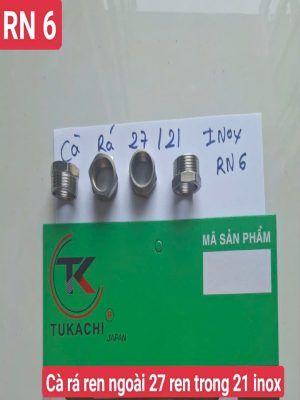 RN 6
Cà Rá 27/21 INOX
RN6
MÃ SẢN PHẨM
TK
®
TUKACHI
JAPAN
Cà rá ren ngoài 27 ren trong 21 inox